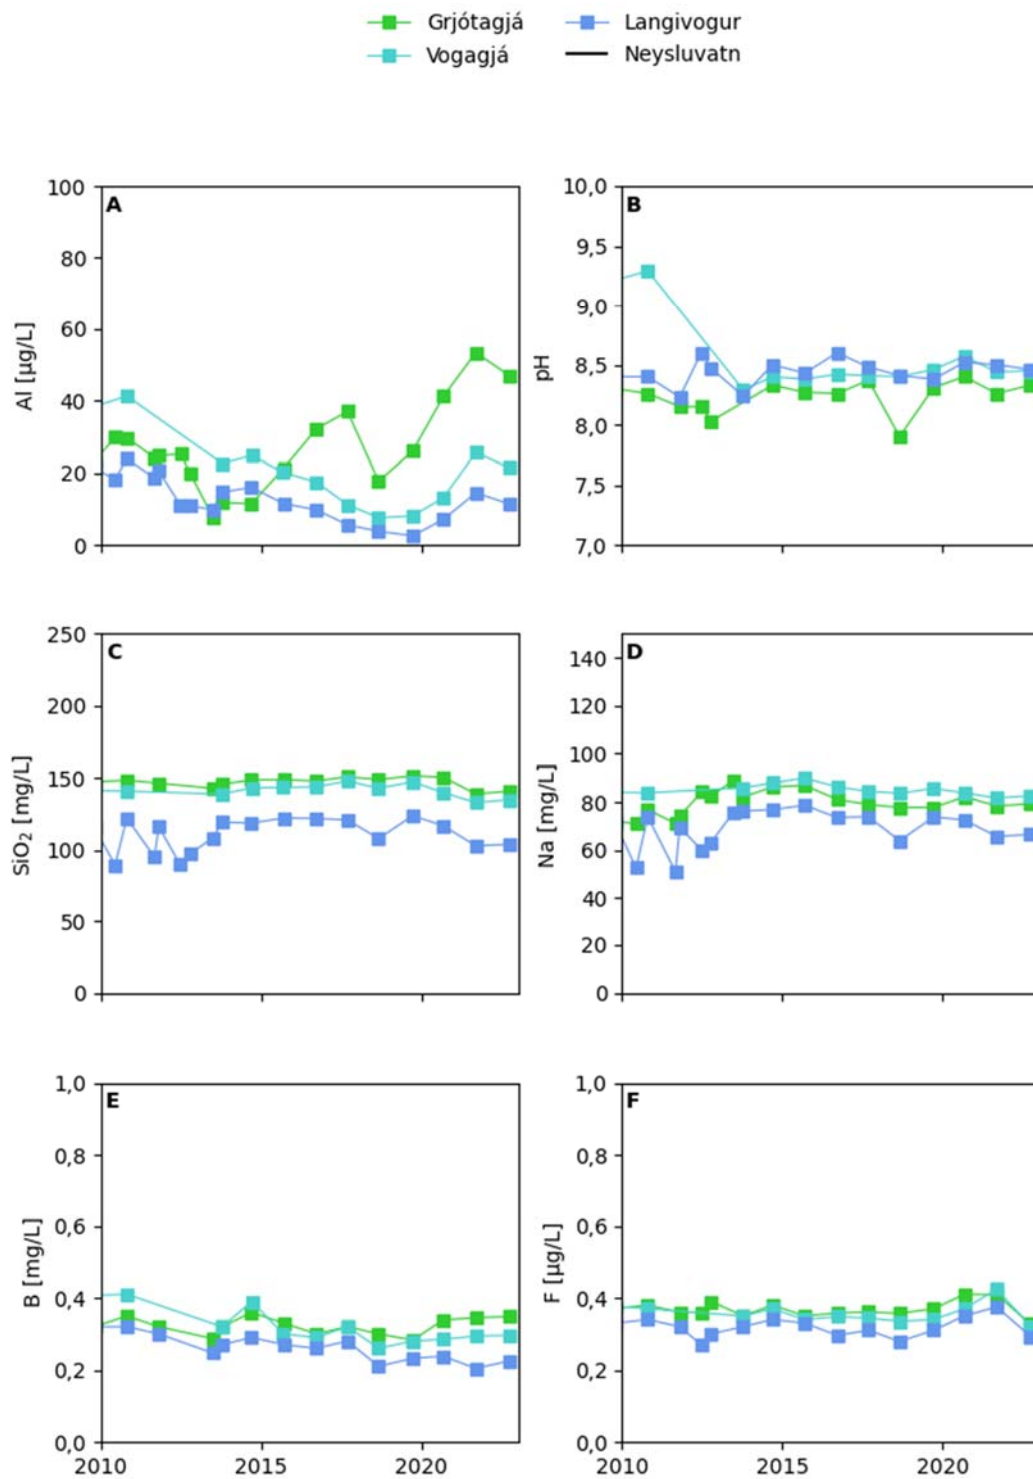 Grjótagjá
Vogagjá
Langivogur
Neysluvatn
A
100
80
60
40
20
0
Al [µg/L]
B
10,0
9,5
9,0
8,5
8,0
7,5
7,0
pH
C
250
200
150
100
50
0
SiO₂ [mg/L]
D
140
120
100
80
60
40
20
0
Na [mg/L]
E
1,0
0,8
0,6
0,4
0,2
0,0
B [mg/L]
2010 2015 2020
F
1,0
0,8
0,6
0,4
0,2
0,0
F [µg/L]
2010 2015 2020